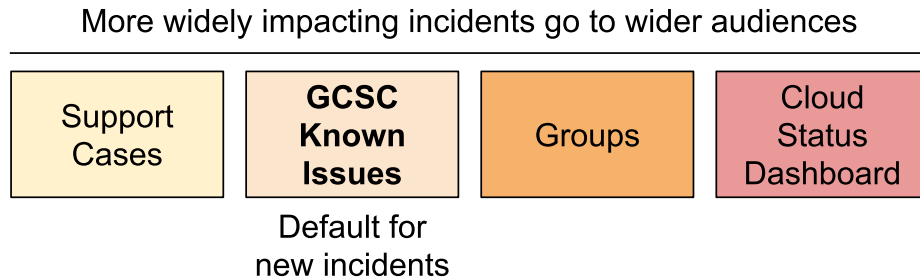 More widely impacting incidents go to wider audiences
Support
Cases
GCSC
Known
Issues
Groups
Cloud
Status
Dashboard
Default for
new incidents